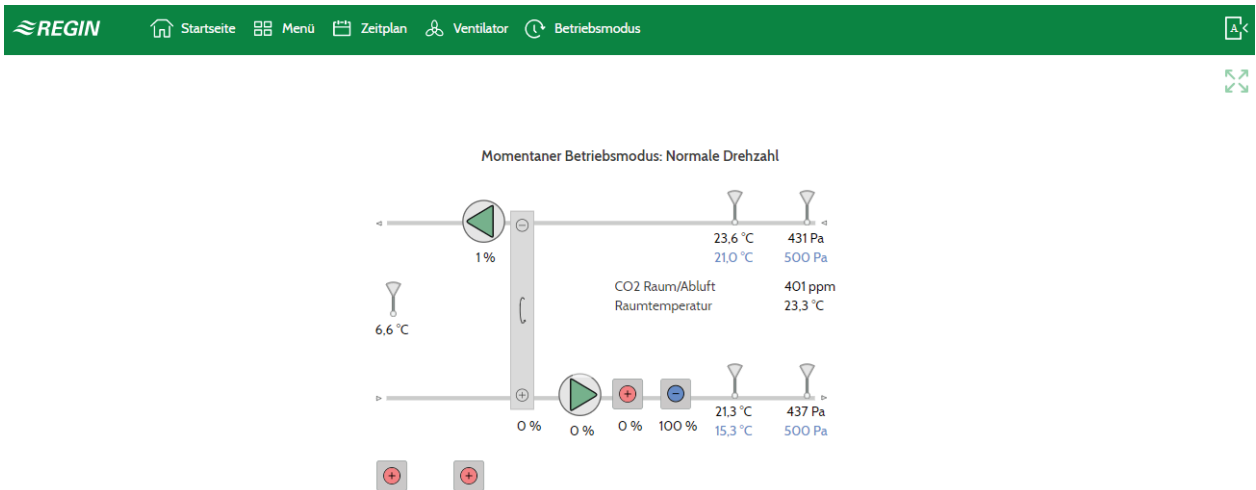 REGIN Startseite Menü Zeitplan Ventilator Betriebsmodus A
Momentaner Betriebsmodus: Normale Drehzahl
23,6 °C 431 Pa
1 % 21,0 °C 500 Pa
CO2 Raum/Abluft 401 ppm
Raumtemperatur 23,3 °C
6,6 °C
21,3 °C 437 Pa
0 % 0 % 0 % 100 % 15,3 °C 500 Pa